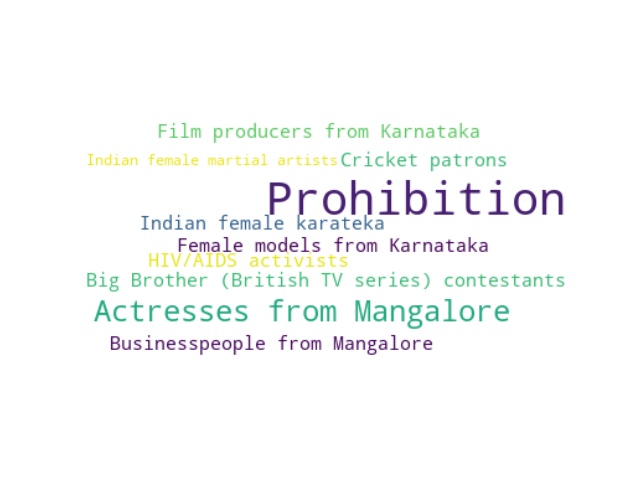 Film producers from Karnataka
Indian female martial artists Cricket patrons
Prohibition
Indian female karateka
Female models from Karnataka
HIV/AIDS activists
Big Brother (British TV series) contestants
Actresses from Mangalore
Businesspeople from Mangalore